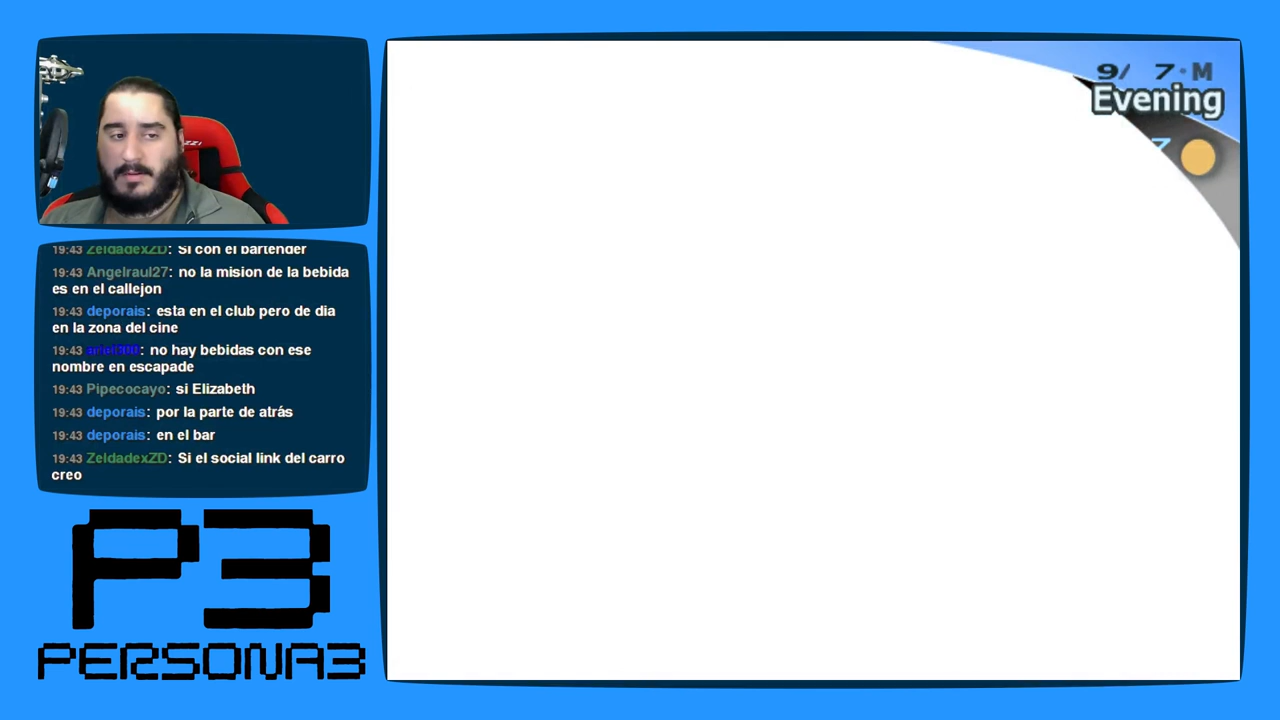 9/ 7·M
Evening
7
19:43 ZeldadexZD: Si con el bartender
19:43 Angelraul27: no la mision de la bebida
es en el callejon
19:43 deporais: esta en el club pero de dia
en la zona del cine
19:43 : no hay bebidas con ese
nombre en escapade
19:43 Pipecocayo: si Elizabeth
19:43 deporais: por la parte de atrás
19:43 deporais: en el bar
19:43 ZeldadexZD: Si el social link del carro
creo
P3
PERSONA3